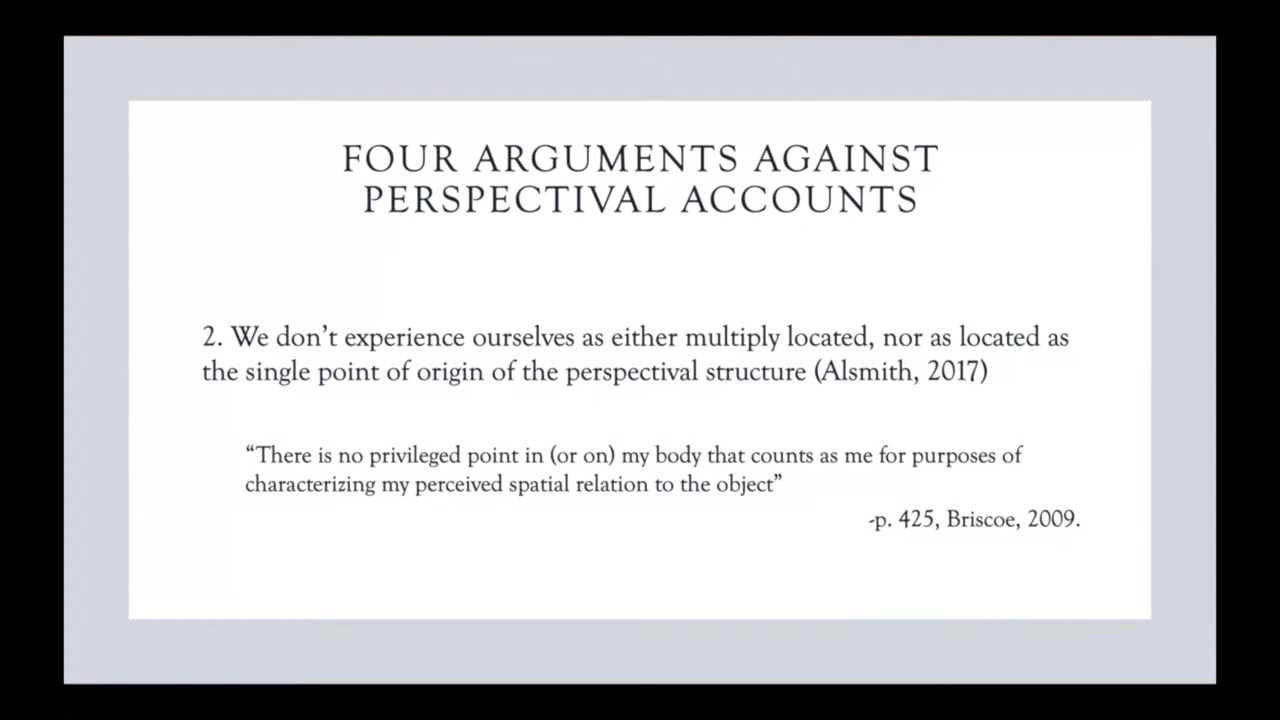 FOUR ARGUMENTS AGAINST
PERSPECTIVAL ACCOUNTS
2. We don’t experience ourselves as either multiply located, nor as located as
the single point of origin of the perspectival structure (Alsmith, 2017)
“There is no privileged point in (or on) my body that counts as me for purposes of
characterizing my perceived spatial relation to the object”
-p. 425, Briscoe, 2009.